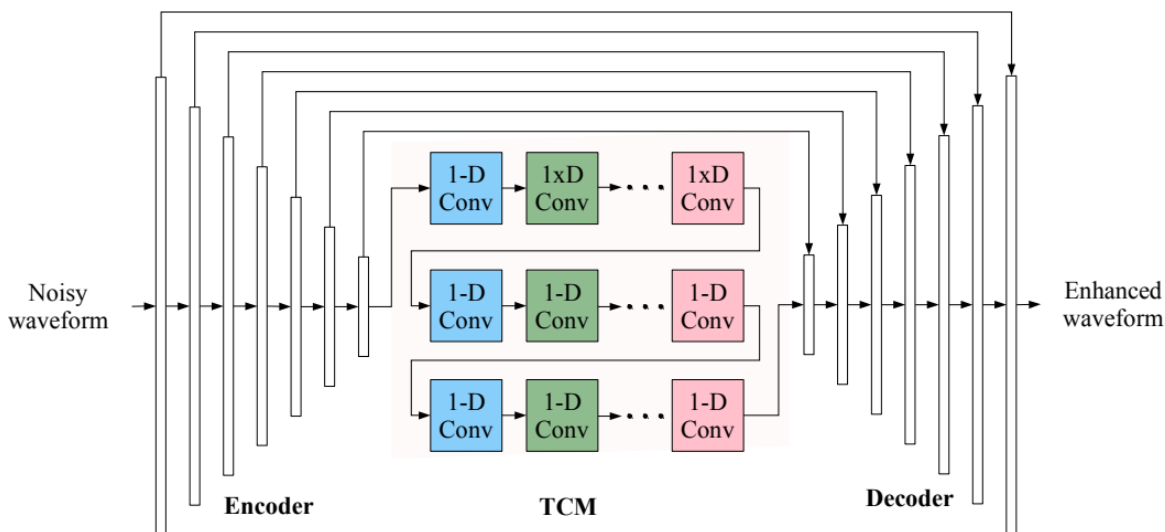 1-D 1xD 1xD
Conv Conv Conv
Noisy
waveform
1-D 1-D 1-D
Conv Conv Conv
Enhanced
waveform
1-D 1-D 1-D
Conv Conv Conv
Encoder TCM Decoder